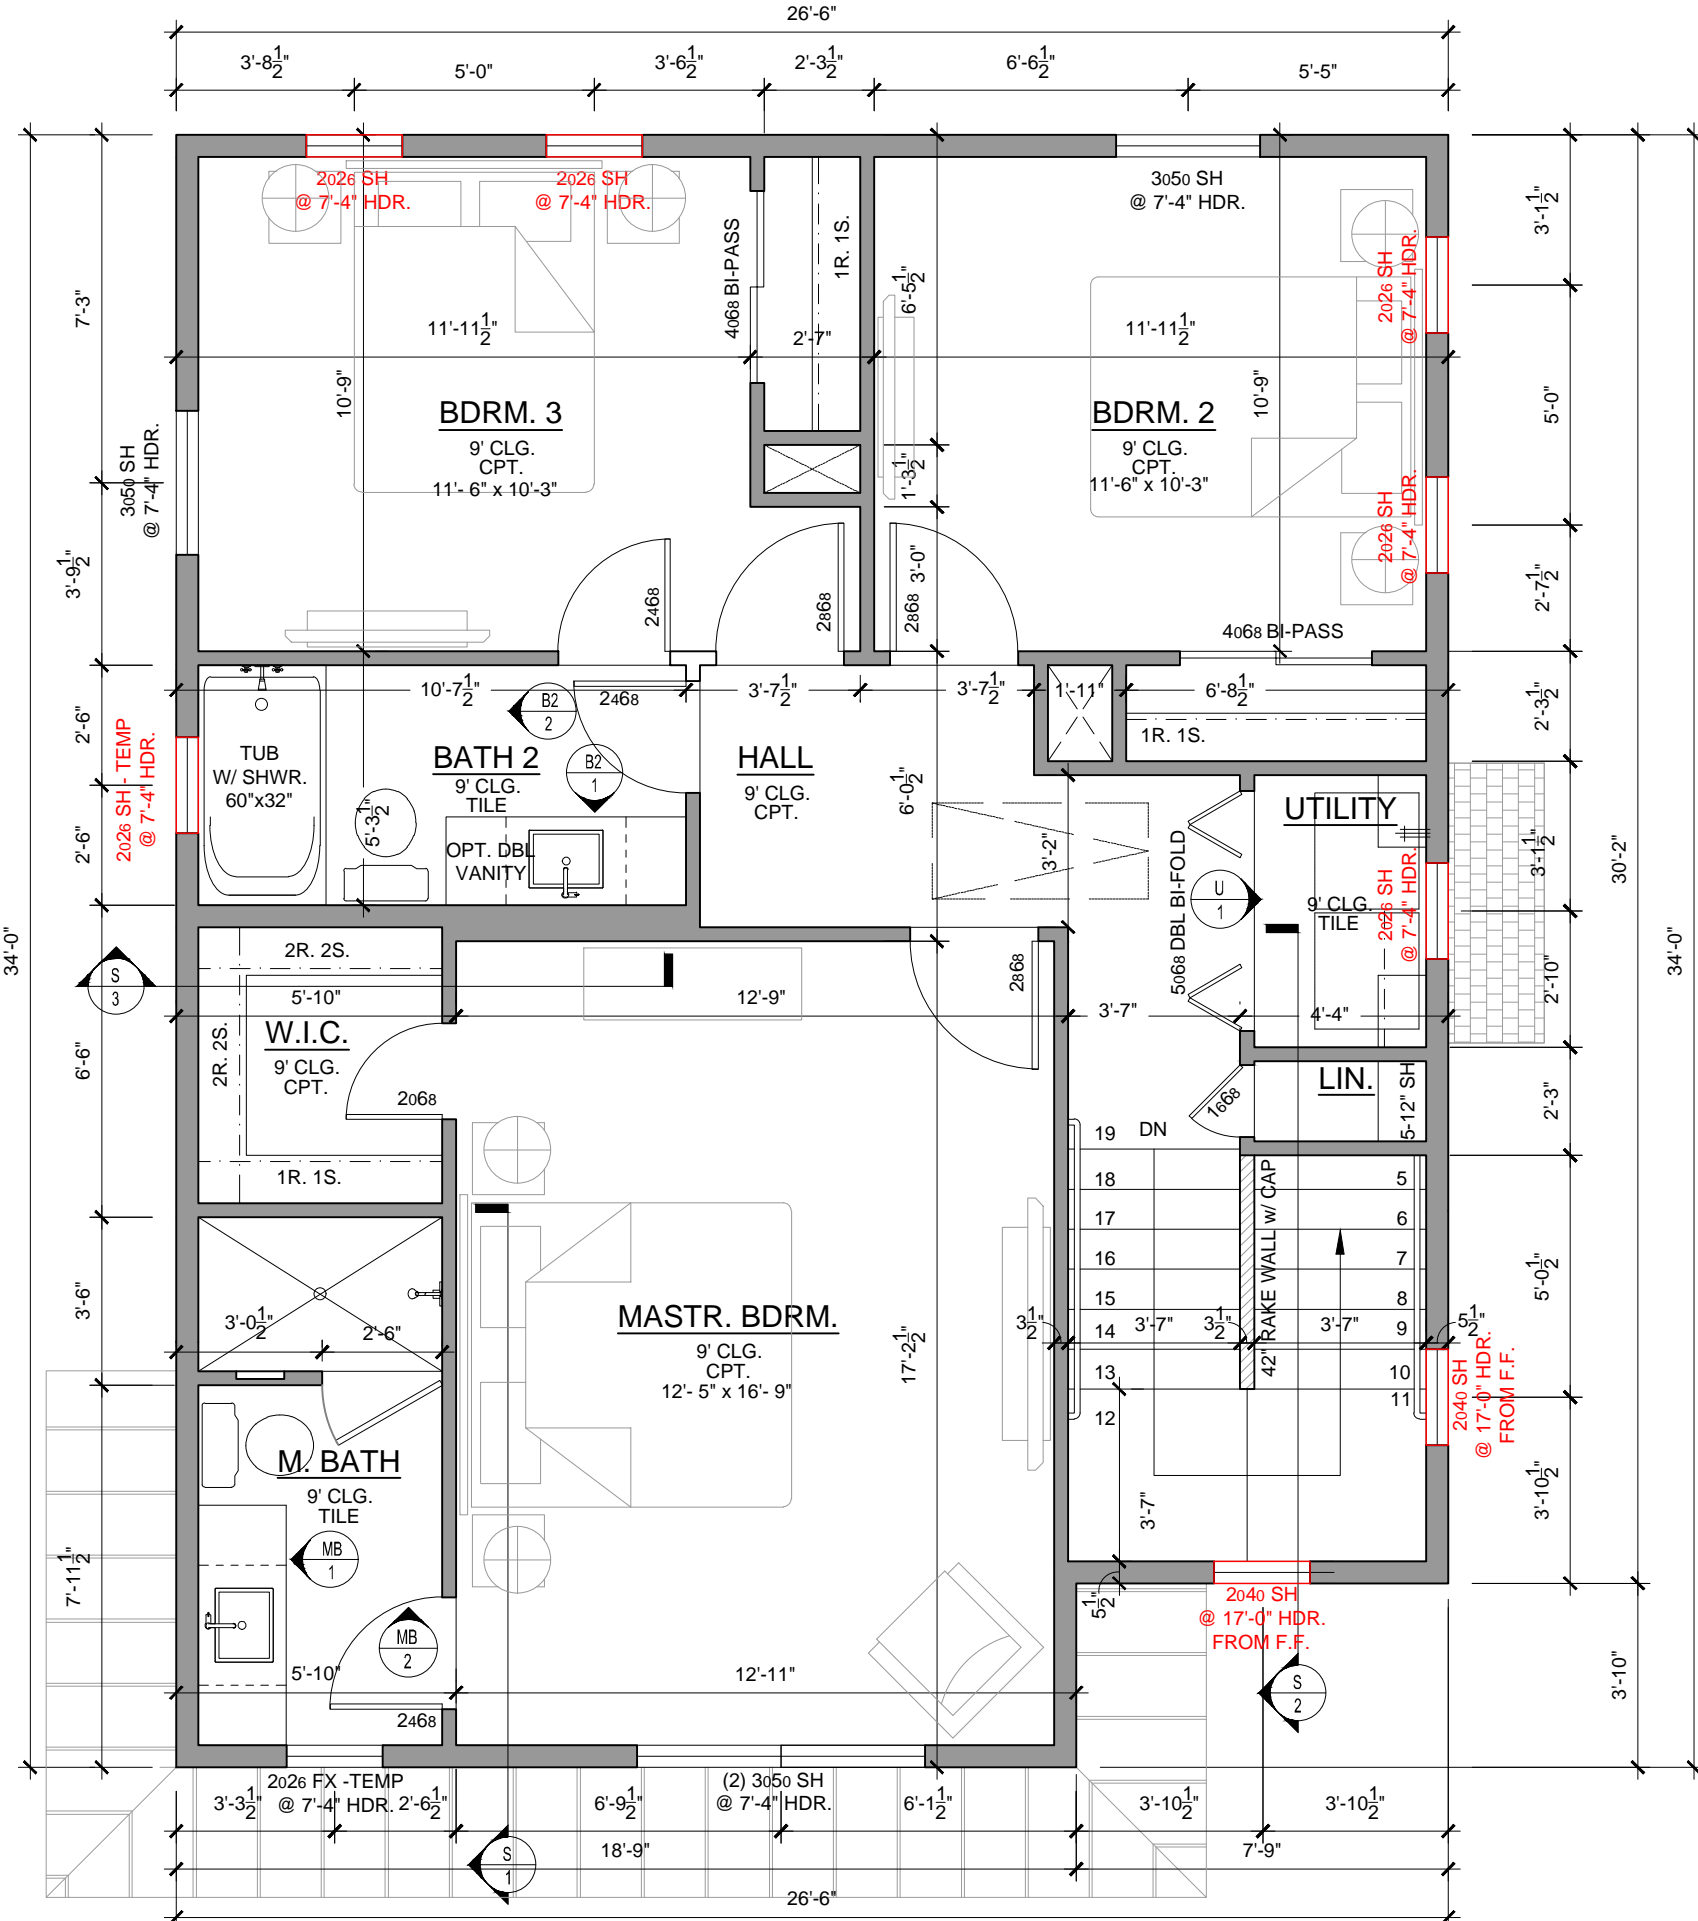 26'-6"
3'-8 1/2"
5'-0"
3'-6 1/2"
2'-3 1/2"
6'-6 1/2"
5'-5"
2026 SH
@ 7'-4" HDR.
2026 SH
@ 7'-4" HDR.
3050 SH
@ 7'-4" HDR.
4068 BI-PASS
1R. 1S.
6'-5 1/2"
2026 SH
@ 7'-4" HDR.
3'-1 1/2"
7'-3"
11'-11 1/2"
2'-7"
11'-11 1/2"
10'-9"
10'-9"
5'-0"
BDRM. 3
9' CLG.
CPT.
11'- 6" x 10'-3"
BDRM. 2
9' CLG.
CPT.
11'-6" x 10'-3"
1'-3 1/2"
3050 SH
@ 7'-4" HDR.
2026 SH
@ 7'-4" HDR.
3'-9 1/2"
3'-0"
2'-7 1/2"
2468
2868
2868
4068 BI-PASS
10'-7 1/2"
2468
3'-7 1/2"
3'-7 1/2"
1'-11"
6'-8 1/2"
2'-3 1/2"
1R. 1S.
B2
2
B2
1
2'-6"
2026 SH - TEMP
@ 7'-4" HDR.
TUB
W/ SHWR.
60"x32"
BATH 2
9' CLG.
TILE
HALL
9' CLG.
CPT.
6'-0 1/2"
5'-3 1/2"
OPT. DBL
VANITY
3'-2"
2'-6"
UTILITY
5068 DBL BI-FOLD
U
1
9' CLG.
TILE
2026 SH
@ 7'-4" HDR.
3'-1 1/2"
30'-2"
34'-0"
34'-0"
S
3
2R. 2S.
5'-10"
12'-9"
2868
3'-7"
4'-4"
2'-10"
2R. 2S.
W.I.C.
9' CLG.
CPT.
6'-6"
2068
1R. 1S.
LIN.
1668
5-12" SH
2'-3"
19
DN
18
17
16
15
14
13
12
5
6
7
8
9
10
11
42" RAKE WALL w/ CAP
3'-6"
3'-0 1/2"
2'-6"
MASTR. BDRM.
9' CLG.
CPT.
12'- 5" x 16'- 9"
17'-2 1/2"
3 1/2"
3'-7"
3 1/2"
3'-7"
5 1/2"
5'-0 1/2"
2040 SH
@ 17'-0" HDR.
FROM F.F.
M. BATH
9' CLG.
TILE
MB
1
MB
2
7'-11 1/2"
3'-7"
5 1/2"
3'-10 1/2"
2040 SH
@ 17'-0" HDR.
FROM F.F.
5'-10"
12'-11"
2468
S
2
3'-10"
2026 FX -TEMP
@ 7'-4" HDR.
(2) 3050 SH
@ 7'-4" HDR.
3'-3 1/2"
2'-6 1/2"
6'-9 1/2"
6'-1 1/2"
3'-10 1/2"
3'-10 1/2"
S
1
18'-9"
7'-9"
26'-6"